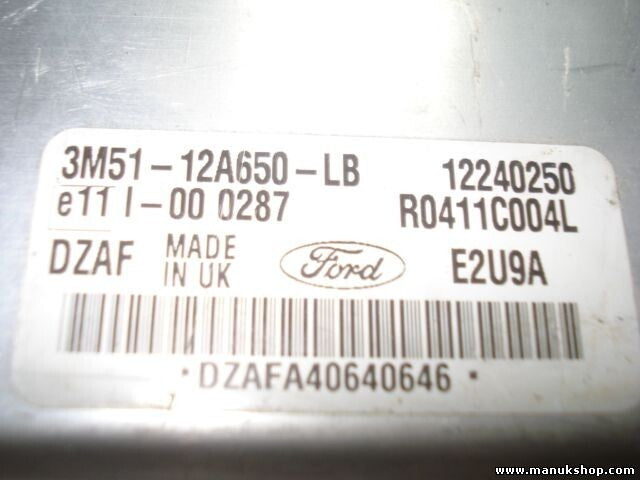 3M51-12A650-LB 12240250
e11 I-00 0287 R0411C004L
DZAF MADE IN UK Ford E2U9A
·DZAFA40640646·
www.manukshop.com